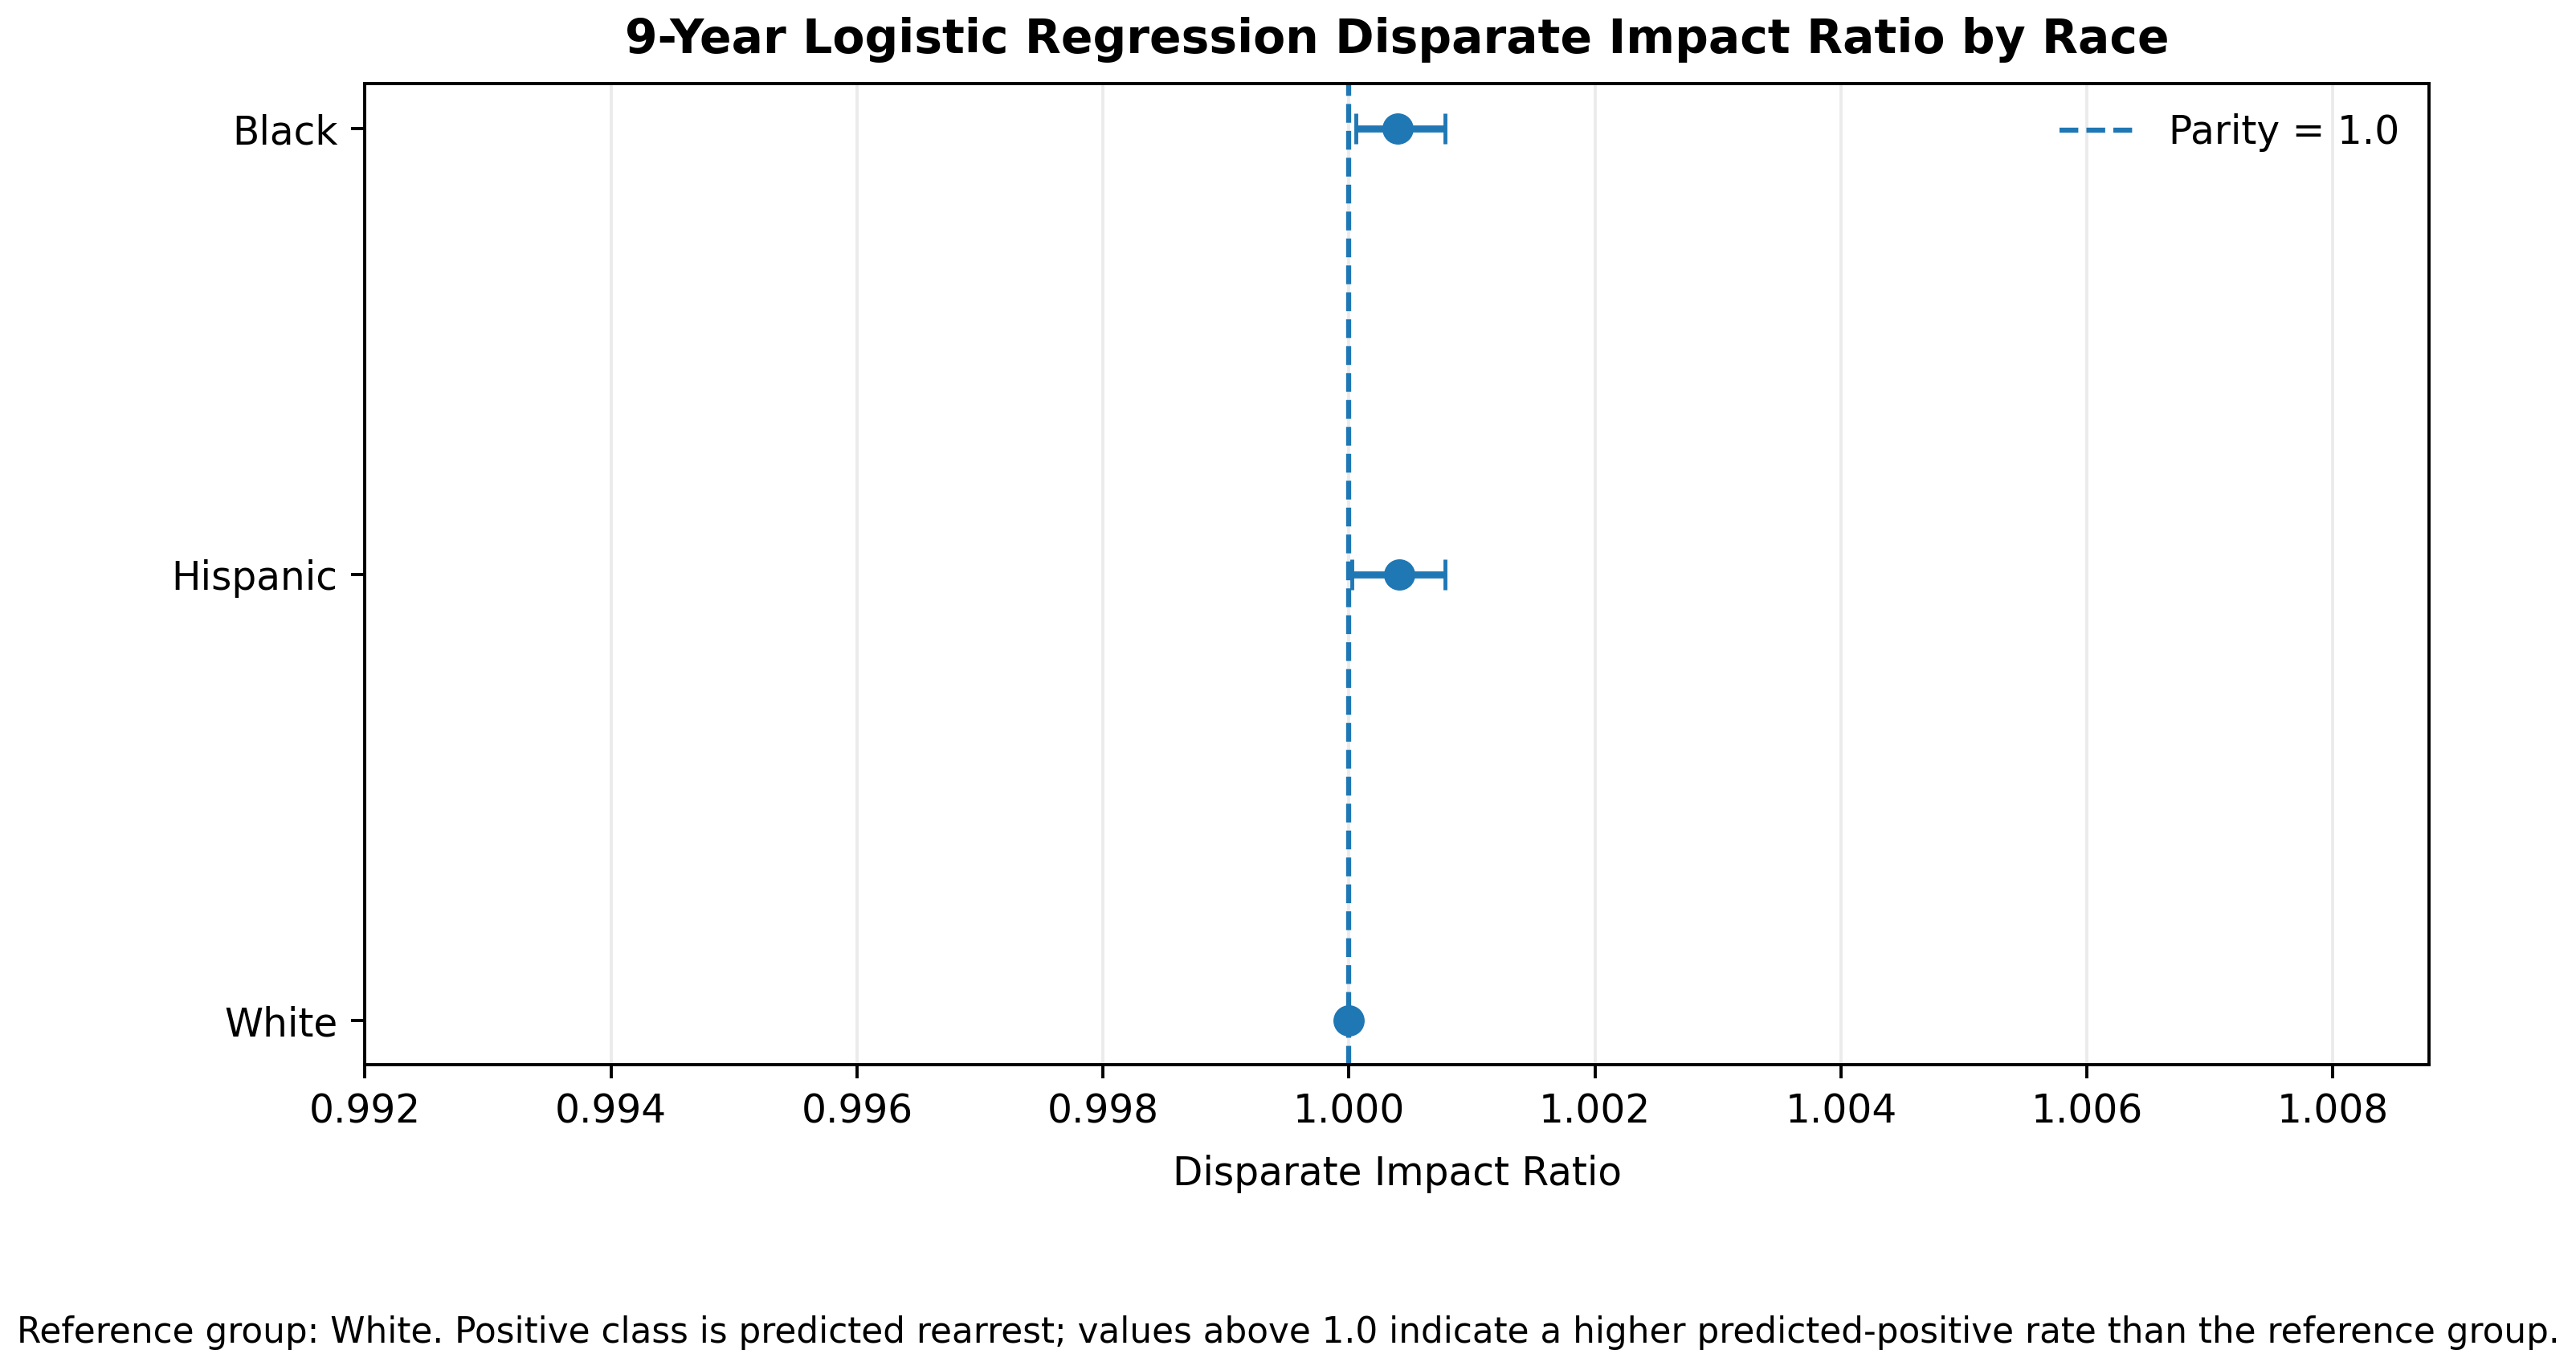 9-Year Logistic Regression Disparate Impact Ratio by Race
Black
Parity = 1.0
Hispanic
White
0.992 0.994 0.996 0.998 1.000 1.002 1.004 1.006 1.008
Disparate Impact Ratio
Reference group: White. Positive class is predicted rearrest; values above 1.0 indicate a higher predicted-positive rate than the reference group.